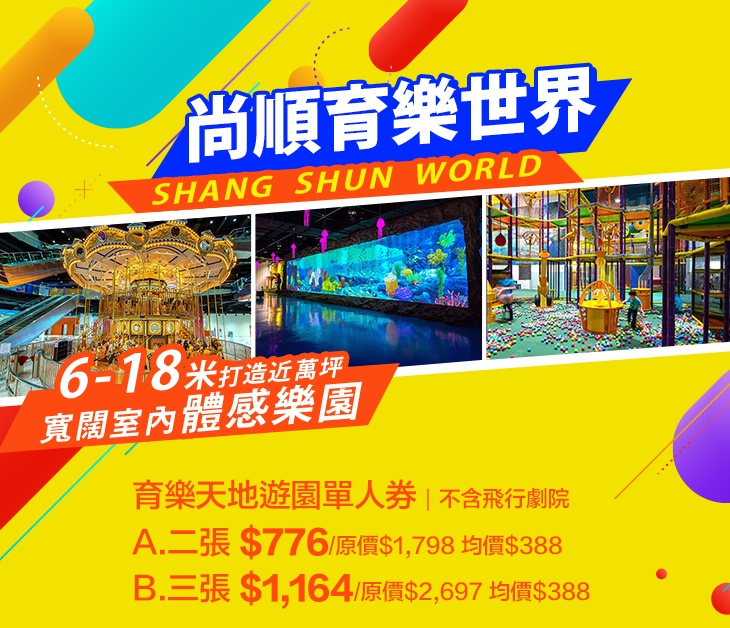 尚順育樂世界
SHANG SHUN WORLD
6-18米打造近萬坪
寬闊室內體感樂園
育樂天地遊園單人券｜不含飛行劇院
A.二張 $776/原價$1,798 均價$388
B.三張 $1,164/原價$2,697 均價$388